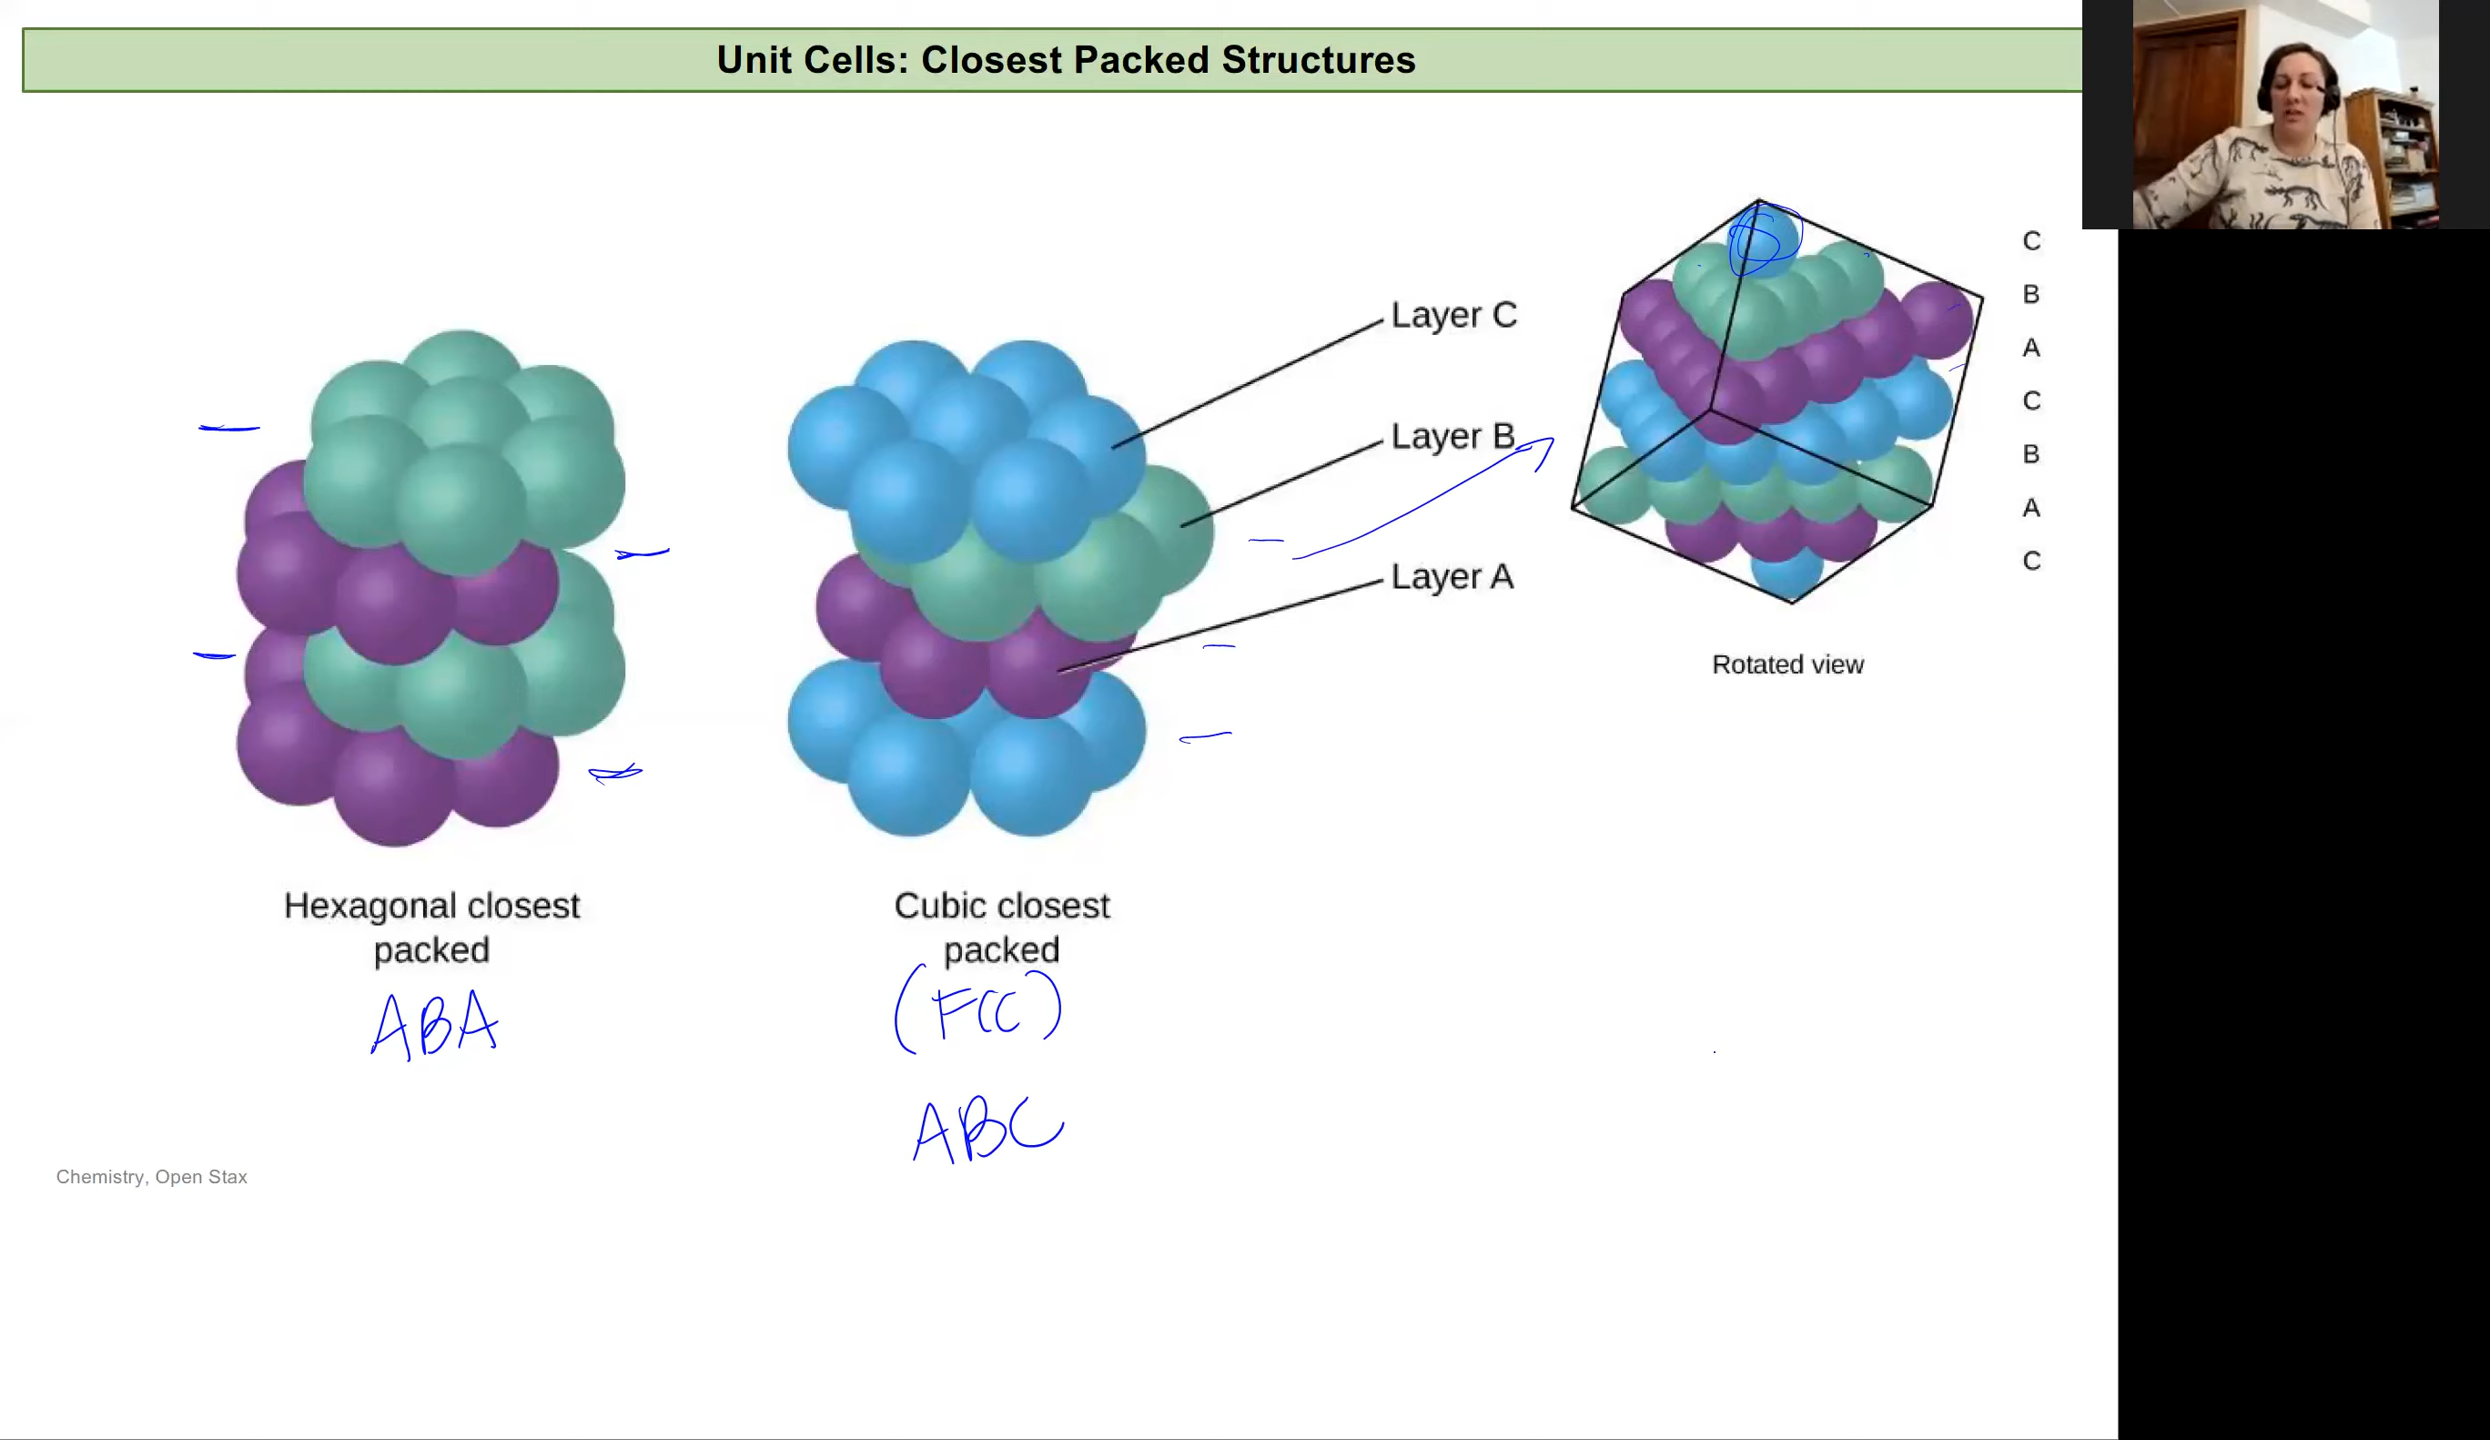 Unit Cells: Closest Packed Structures
Layer C
Layer B
Layer A
C
B
A
C
B
A
C
Rotated view
Hexagonal closest
packed
ABA
Cubic closest
packed
(FCC)
ABC
Chemistry, Open Stax